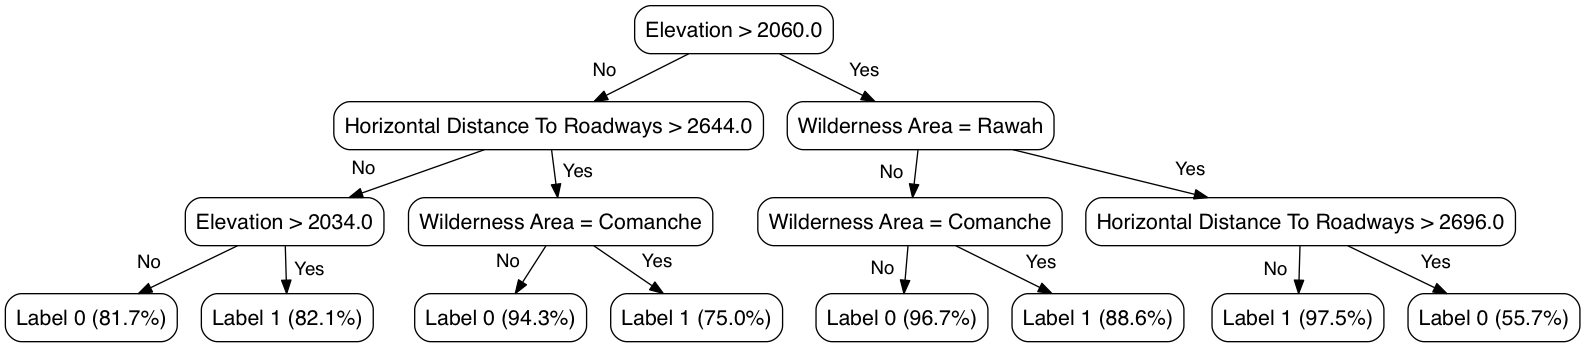 Elevation > 2060.0
No
Yes
Horizontal Distance To Roadways > 2644.0
Wilderness Area = Rawah
No
Yes
No
Yes
Elevation > 2034.0
Wilderness Area = Comanche
Wilderness Area = Comanche
Horizontal Distance To Roadways > 2696.0
No
Yes
No
Yes
No
Yes
No
Yes
Label 0 (81.7%)
Label 1 (82.1%)
Label 0 (94.3%)
Label 1 (75.0%)
Label 0 (96.7%)
Label 1 (88.6%)
Label 1 (97.5%)
Label 0 (55.7%)